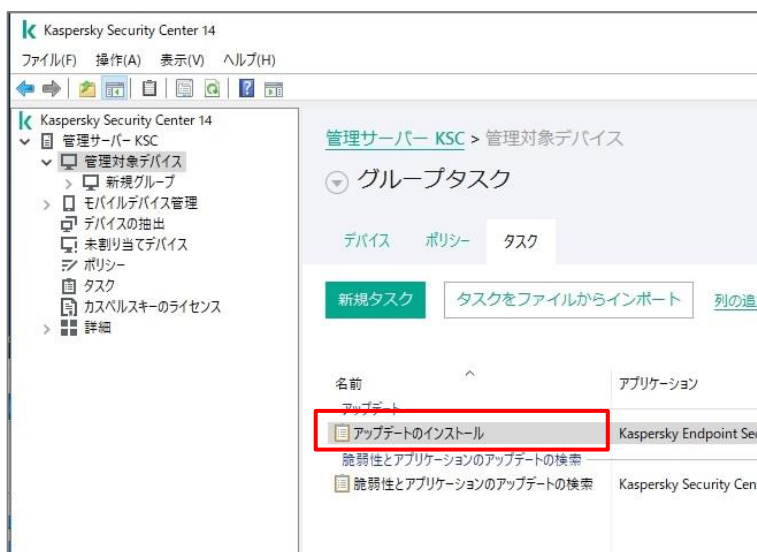 Kaspersky Security Center 14
ファイル(F) 操作(A) 表示(V) ヘルプ(H)
Kaspersky Security Center 14
管理サーバー KSC
管理対象デバイス
新規グループ
モバイルデバイス管理
デバイスの抽出
未割り当てデバイス
ポリシー
タスク
カスペルスキーのライセンス
詳細
管理サーバー KSC > 管理対象デバイス
グループタスク
デバイス ポリシー タスク
新規タスク タスクをファイルからインポート 列の追
名前 アプリケーション
アップデート
アップデートのインストール Kaspersky Endpoint Sec
脆弱性とアプリケーションのアップデートの検索
脆弱性とアプリケーションのアップデートの検索 Kaspersky Security Cen